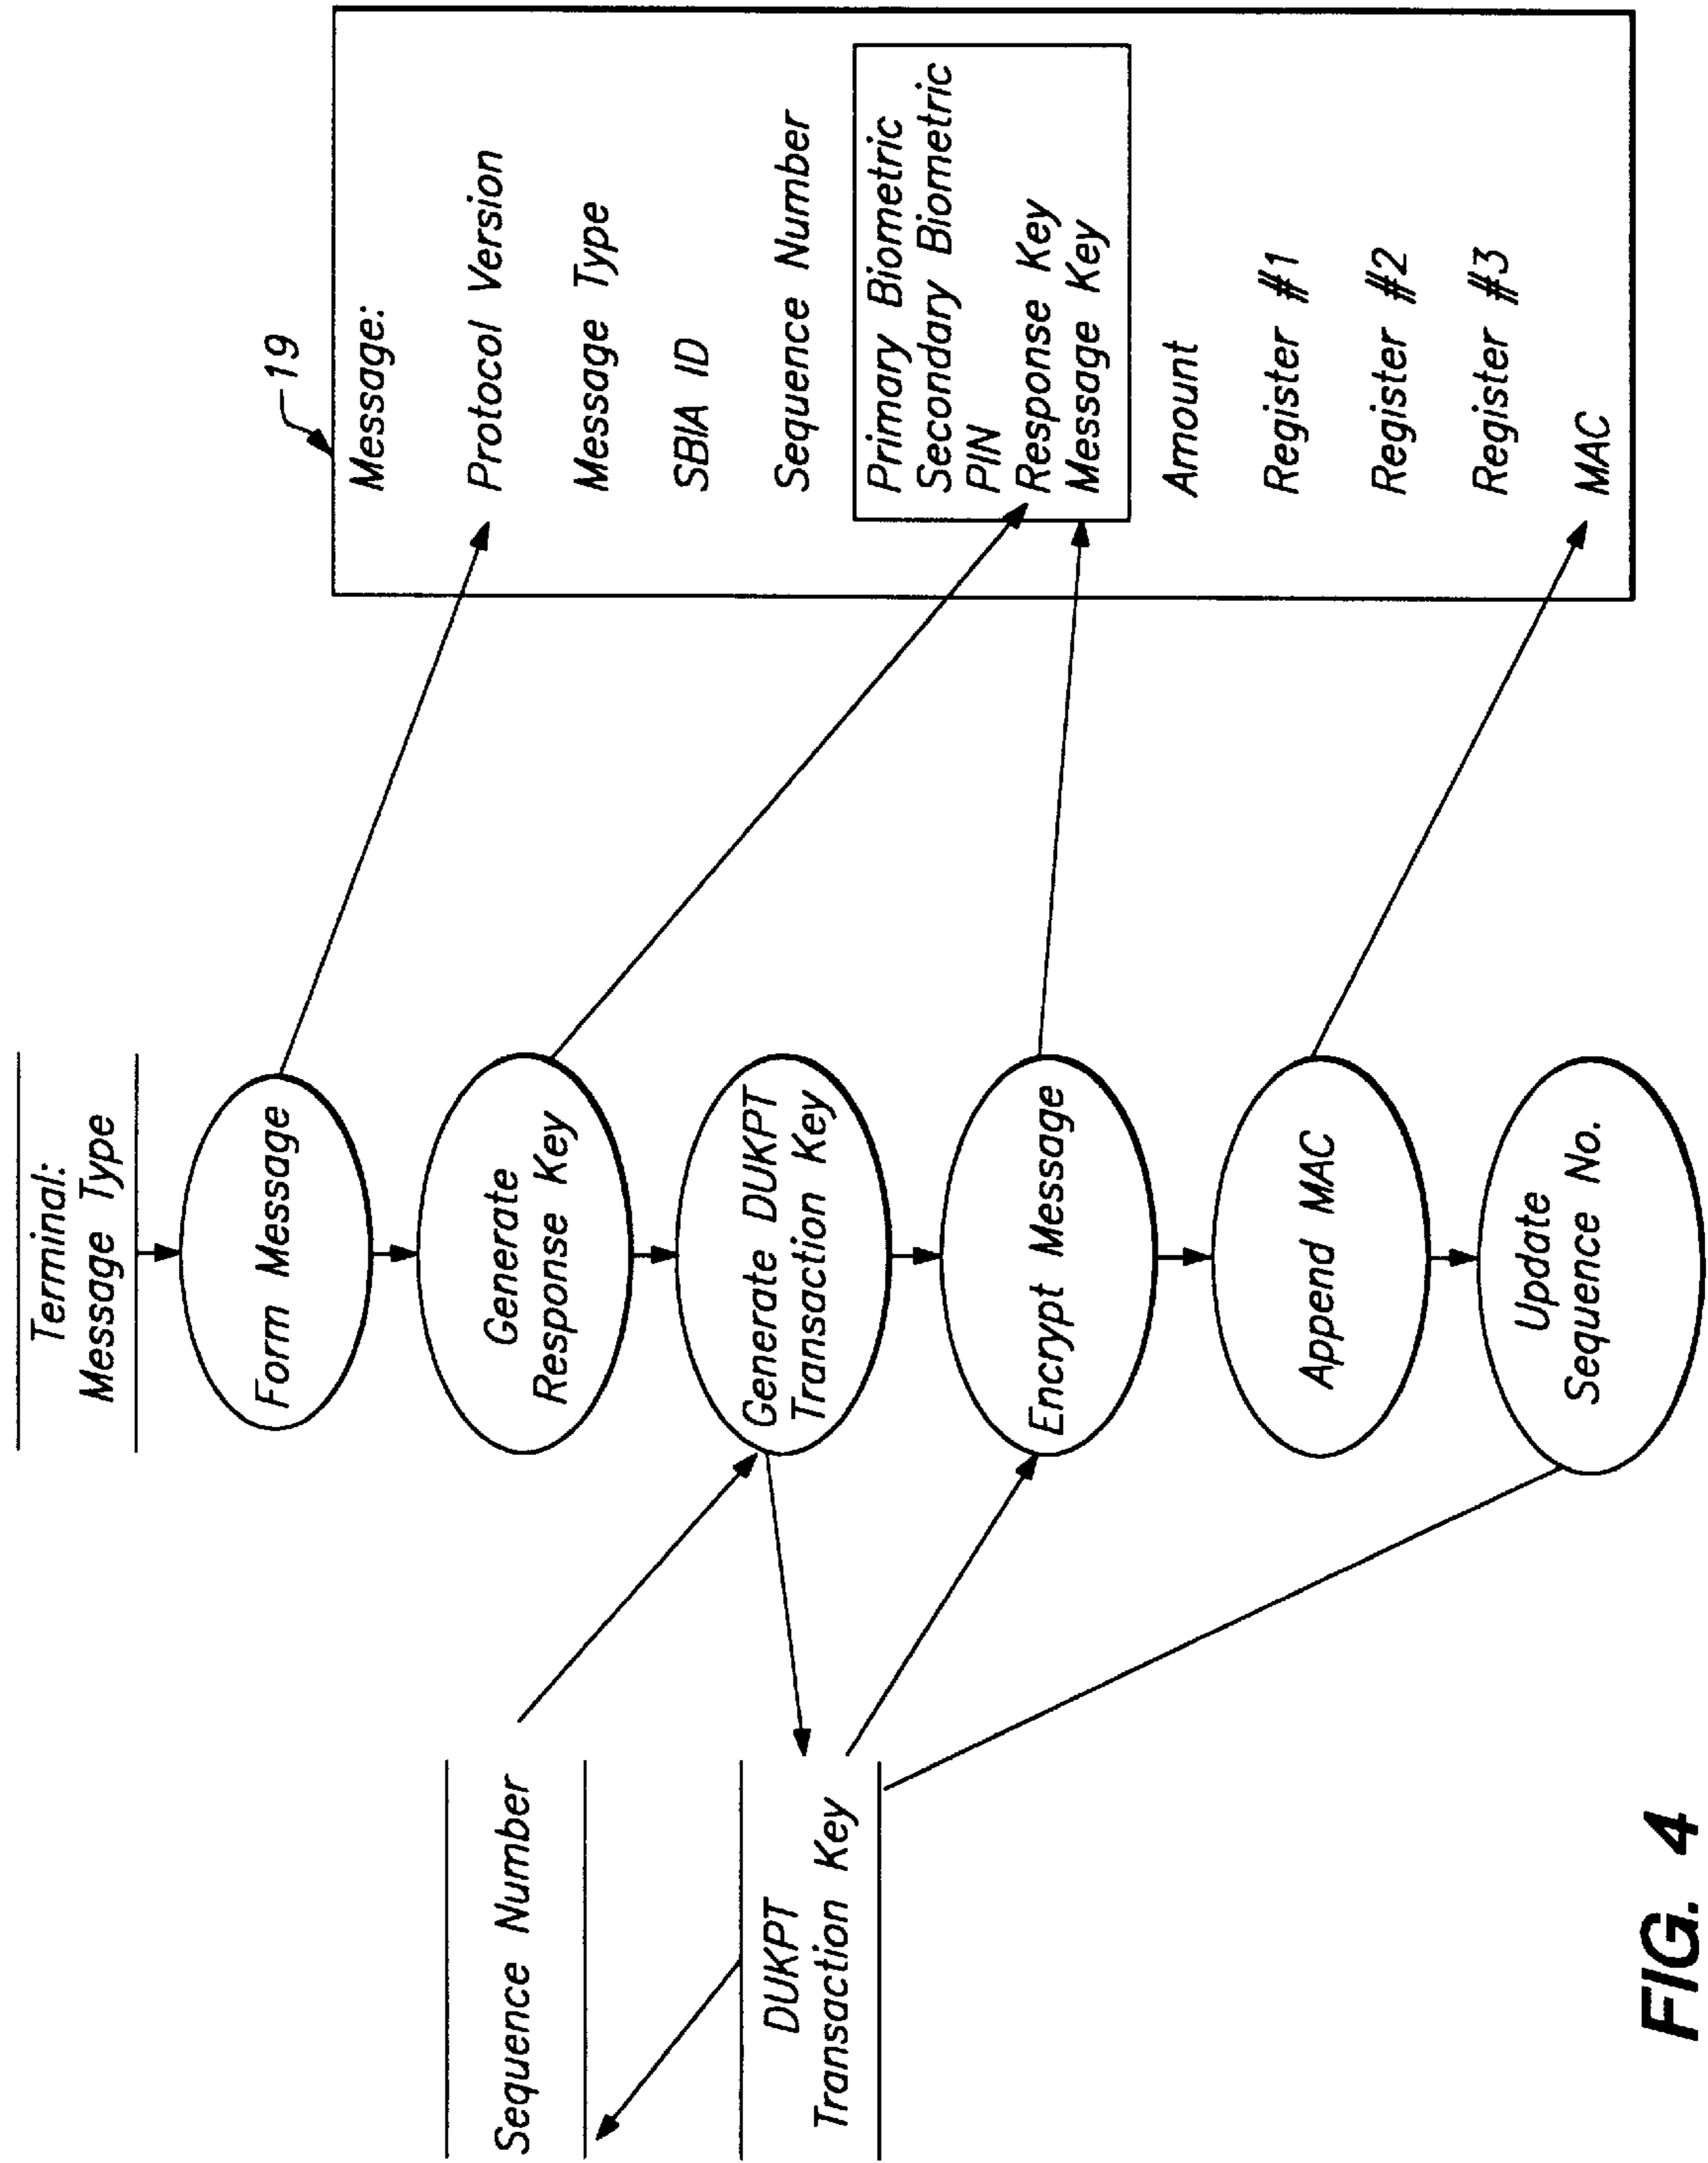 Terminal:
Message Type
Form Message
Generate
Response Key
Generate DUKPT
Transaction Key
Encrypt Message
Append MAC
Update
Sequence No.
Sequence Number
DUKPT
Transaction Key
19
Message:
Protocol Version
Message Type
SBIA ID
Sequence Number
Primary Biometric
Secondary Biometric
PIN
Response Key
Message Key
Amount
Register #1
Register #2
Register #3
MAC
FIG. 4